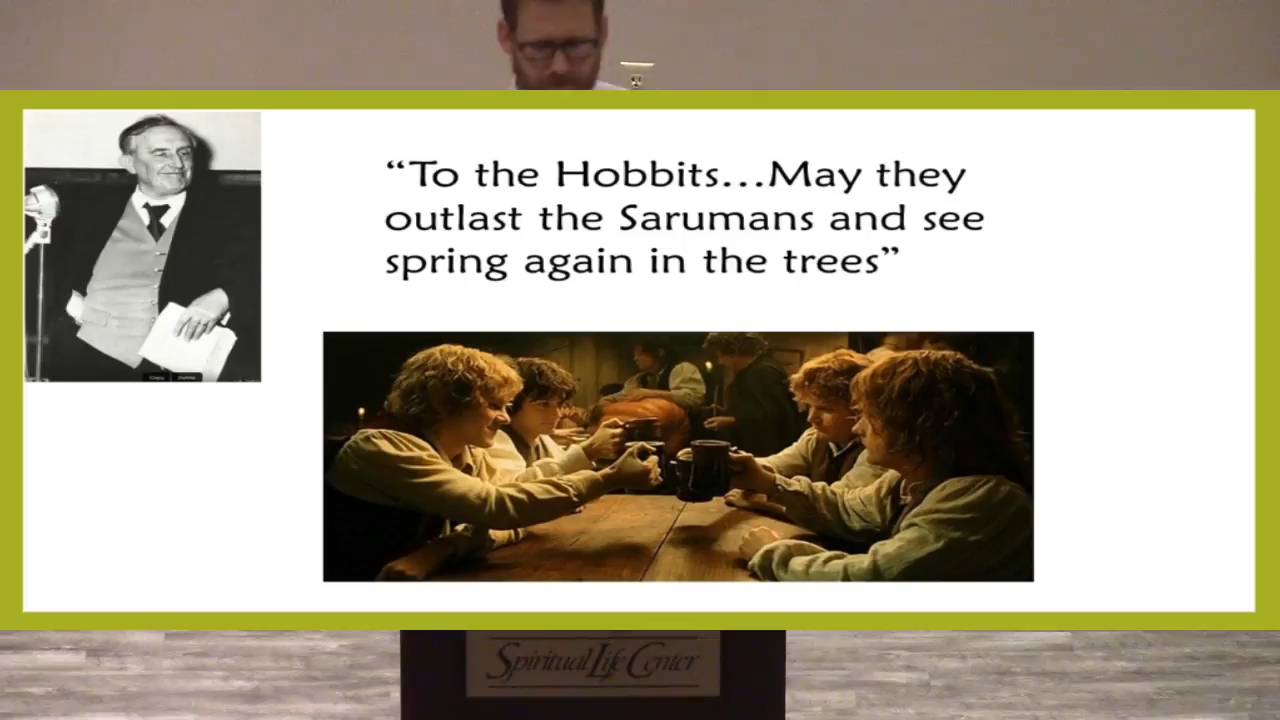 “To the Hobbits...May they
outlast the Sarumans and see
spring again in the trees”
Spiritual Life Center